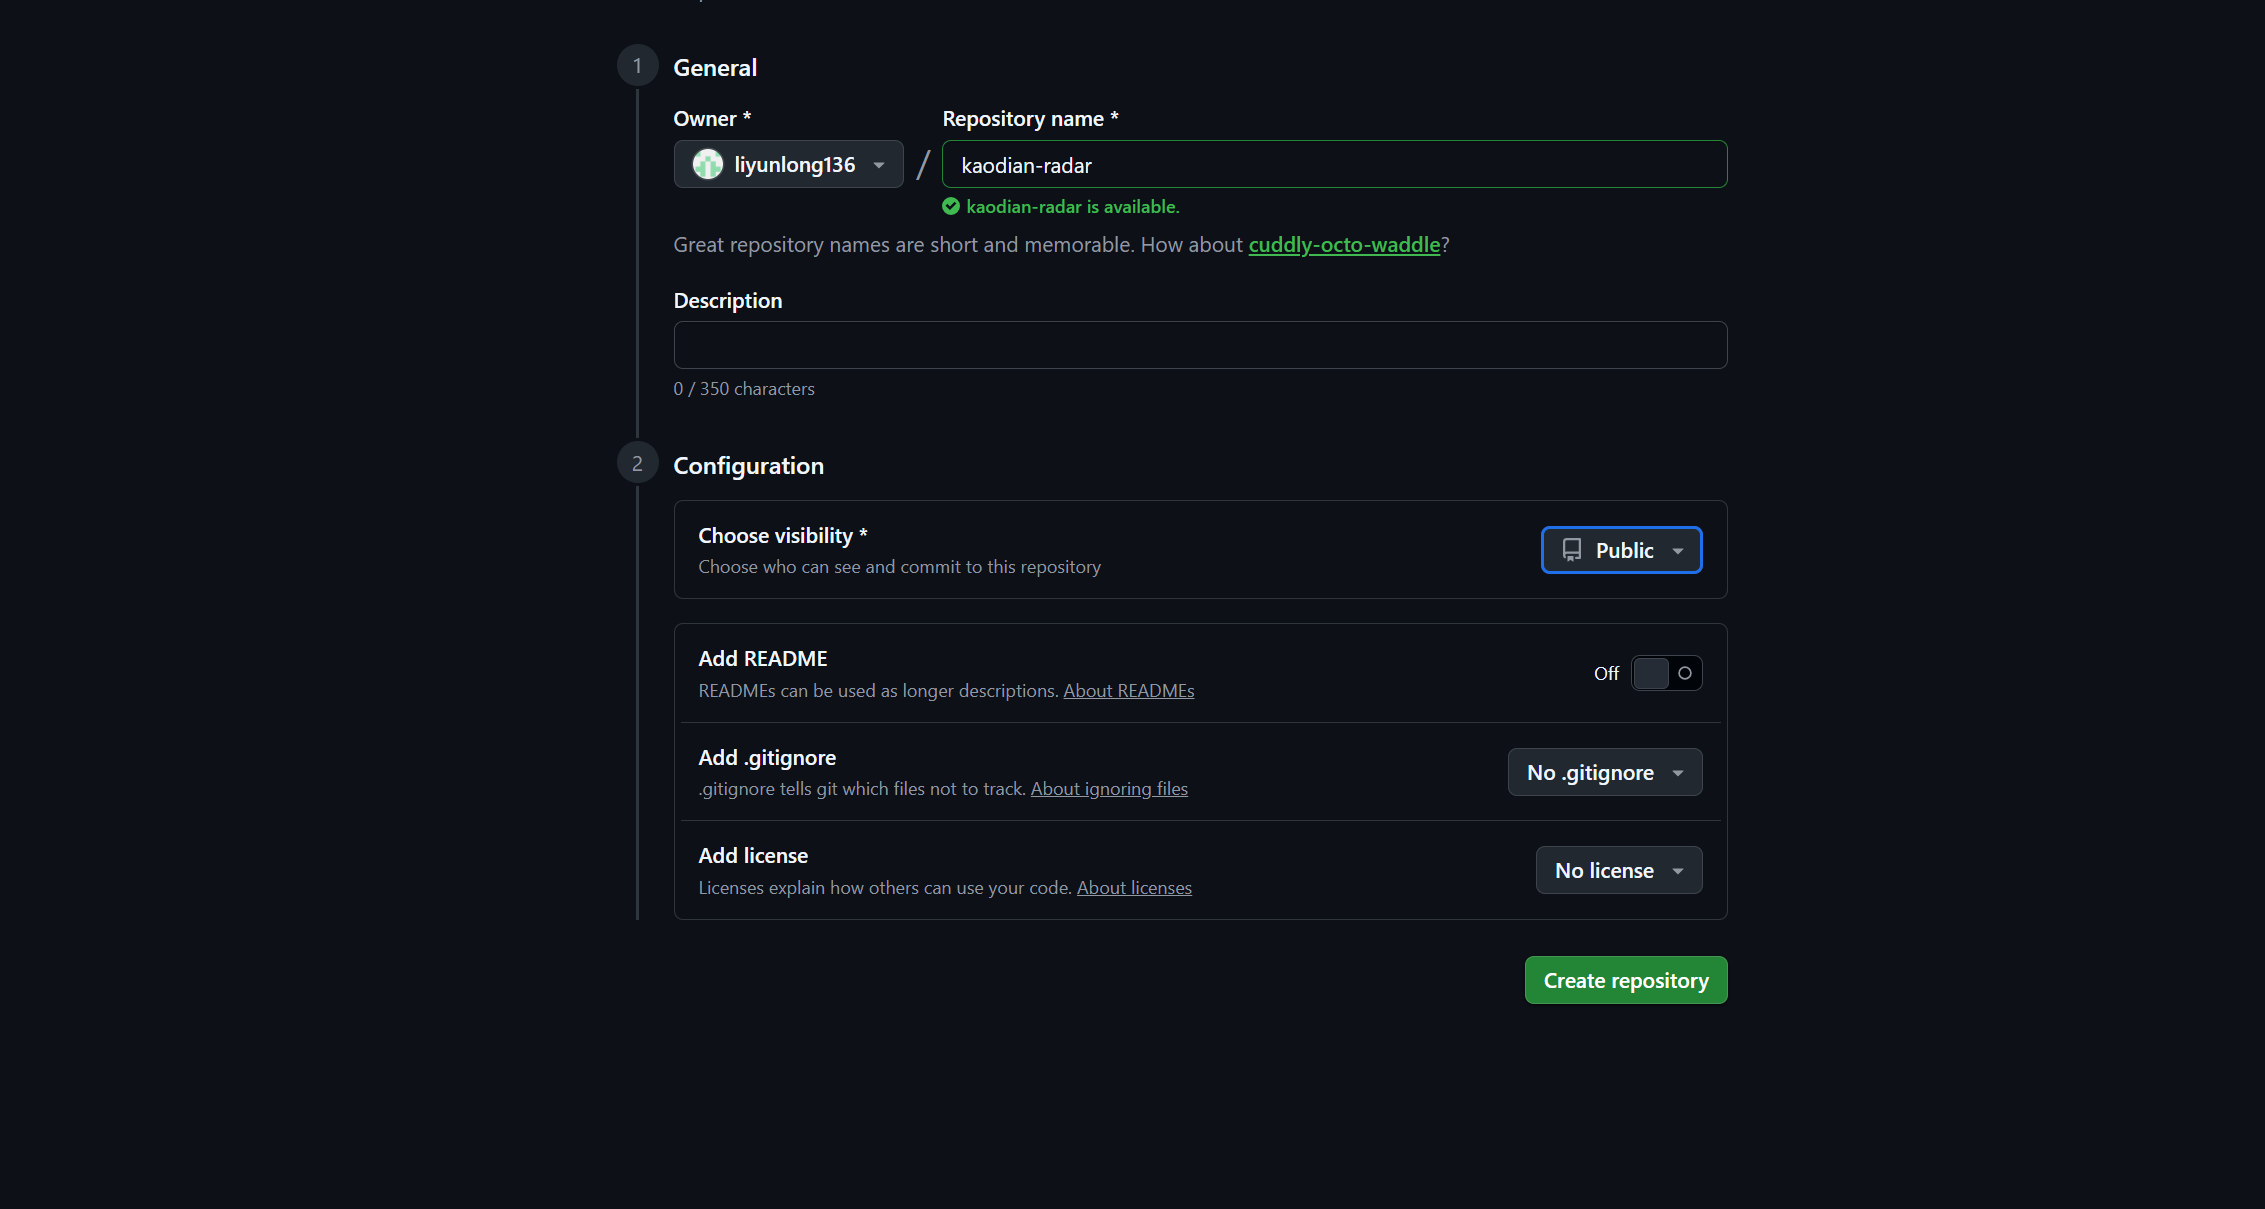 1
General
Owner *
Repository name *
liyunlong136
/
kaodian-radar
kaodian-radar is available.
Great repository names are short and memorable. How about cuddly-octo-waddle?
Description
0 / 350 characters
2
Configuration
Choose visibility *
Choose who can see and commit to this repository
Public
Add README
READMEs can be used as longer descriptions. About READMEs
Off
Add .gitignore
.gitignore tells git which files not to track. About ignoring files
No .gitignore
Add license
Licenses explain how others can use your code. About licenses
No license
Create repository